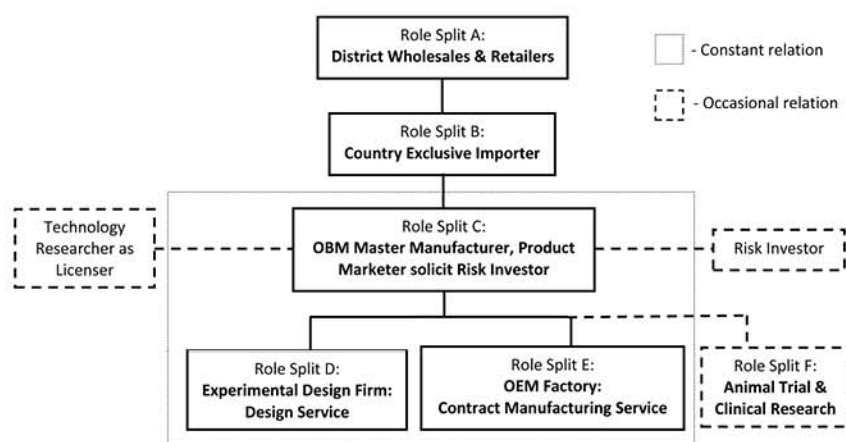 Role Split A:
District Wholesales & Retailers
- Constant relation
- Occasional relation
Role Split B:
Country Exclusive Importer
Technology
Researcher as
Licenser
Role Split C:
OBM Master Manufacturer, Product
Marketer solicit Risk Investor
Risk Investor
Role Split D:
Experimental Design Firm:
Design Service
Role Split E:
OEM Factory:
Contract Manufacturing Service
Role Split F:
Animal Trial &
Clinical Research